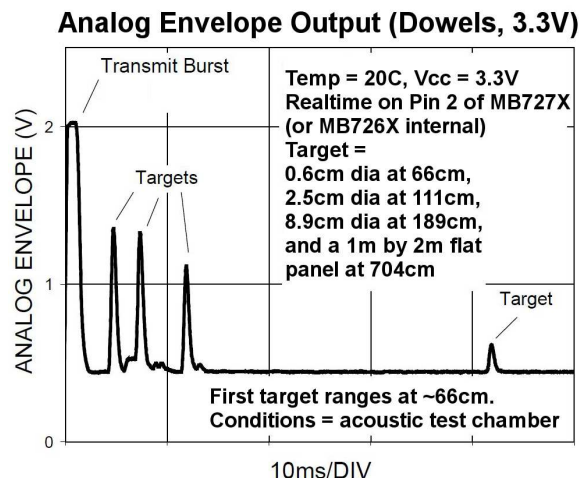 Analog Envelope Output (Dowels, 3.3V)
Transmit Burst
Temp = 20C, Vcc = 3.3V
Realtime on Pin 2 of MB727X
(or MB726X internal)
Target =
0.6cm dia at 66cm,
2.5cm dia at 111cm,
8.9cm dia at 189cm,
and a 1m by 2m flat
panel at 704cm
Targets
Target
ANALOG ENVELOPE (V)
2
1
0
First target ranges at ~66cm.
Conditions = acoustic test chamber
10ms/DIV